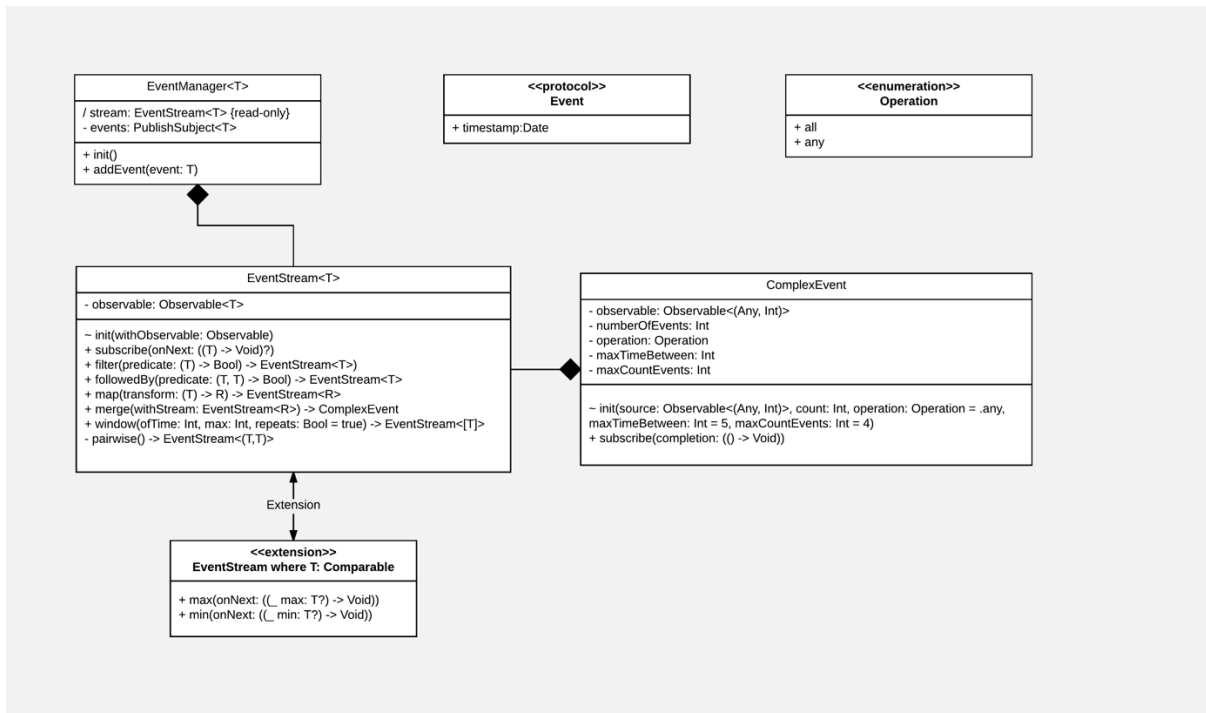 EventManager<T>
/ stream: EventStream<T> {read-only}
- events: PublishSubject<T>
+ init()
+ addEvent(event: T)
<<protocol>>
Event
+ timestamp:Date
<<enumeration>>
Operation
+ all
+ any
EventStream<T>
- observable: Observable<T>
~ init(withObservable: Observable)
+ subscribe(onNext: ((T) -> Void)?)
+ filter(predicate: (T) -> Bool) -> EventStream<T>)
+ followedBy(predicate: (T, T) -> Bool) -> EventStream<T>
+ map(transform: (T) -> R) -> EventStream<R>
+ merge(withStream: EventStream<R>) -> ComplexEvent
+ window(ofTime: Int, max: Int, repeats: Bool = true) -> EventStream<[T]>
- pairwise() -> EventStream<(T,T)>
ComplexEvent
- observable: Observable<(Any, Int)>
- numberOfEvents: Int
- operation: Operation
- maxTimeBetween: Int
- maxCountEvents: Int
~ init(source: Observable<(Any, Int)>, count: Int, operation: Operation = .any,
maxTimeBetween: Int = 5, maxCountEvents: Int = 4)
+ subscribe(completion: (() -> Void))
Extension
<<extension>>
EventStream where T: Comparable
+ max(onNext: ((_ max: T?) -> Void))
+ min(onNext: ((_ min: T?) -> Void))